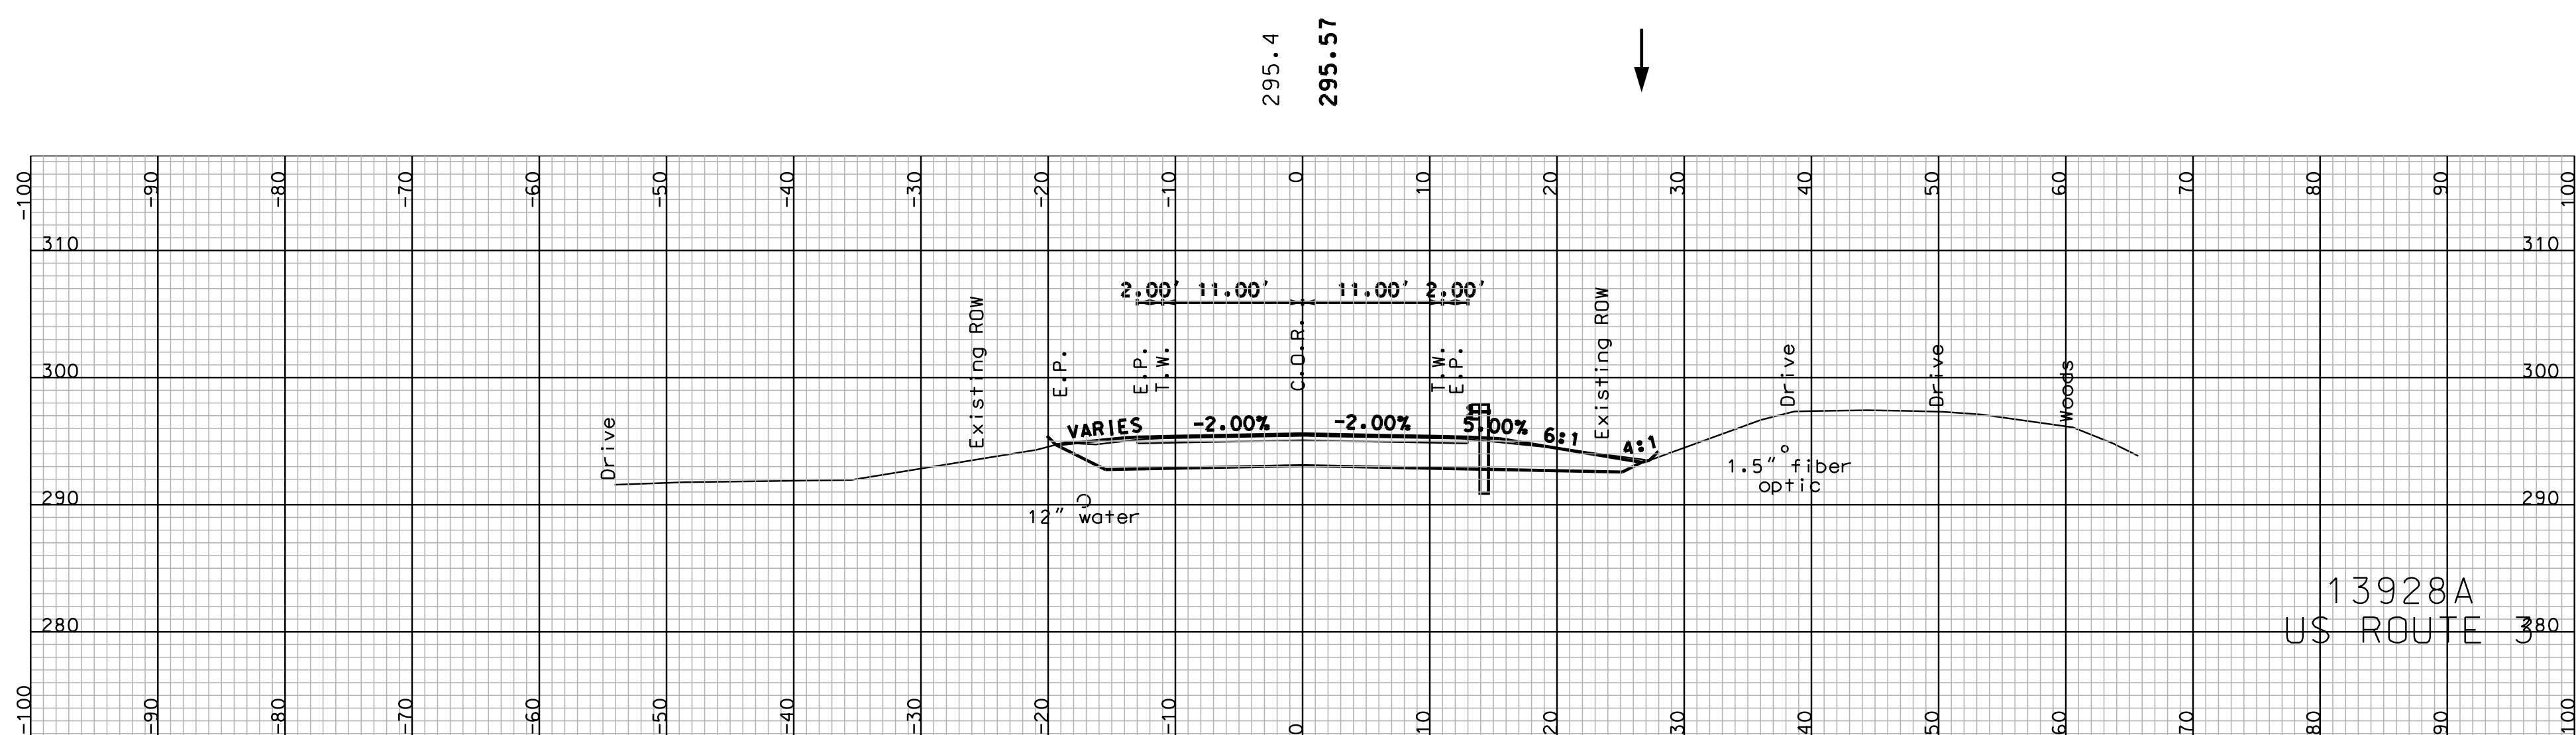 295.4
295.57
-100 -90 -80 -70 -60 -50 -40 -30 -20 -10 0 10 20 30 40 50 60 70 80 90 100
310 310
2.00' 11.00' 11.00' 2.00'
Existing ROW
E.P.
E.P.
T.W.
C.O.R.
T.W.
E.P.
Existing ROW
Drive
Drive
Woods
300 300
Drive
VARIES -2.00% -2.00% 5.00% 6:1 4:1
1.5" fiber
optic
290 290
12" water
13928A
280 280
US ROUTE 3
-100 -90 -80 -70 -60 -50 -40 -30 -20 -10 0 10 20 30 40 50 60 70 80 90 100